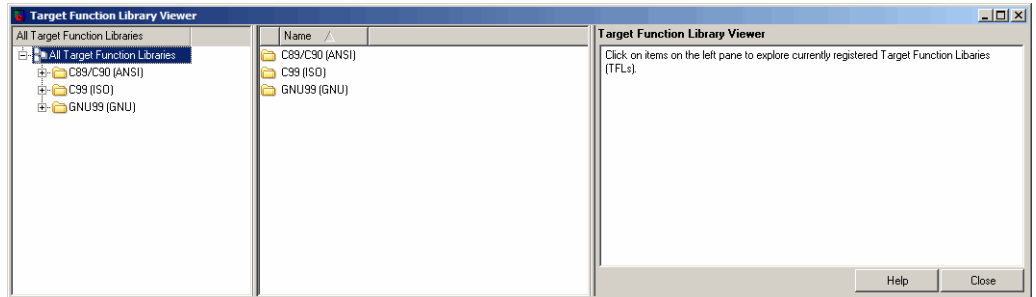 Target Function Library Viewer
All Target Function Libraries
All Target Function Libraries
C89/C90 (ANSI)
C99 (ISO)
GNU99 (GNU)
Name
C89/C90 (ANSI)
C99 (ISO)
GNU99 (GNU)
Target Function Library Viewer
Click on items on the left pane to explore currently registered Target Function Libaries
(TFLs).
Help
Close